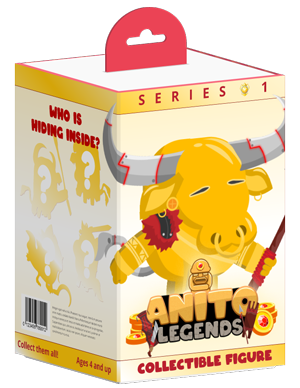 SERIES 1
WHO IS
HIDING INSIDE?
ANITO
LEGENDS
COLLECTIBLE FIGURE
Collect them all!
Ages 4 and up